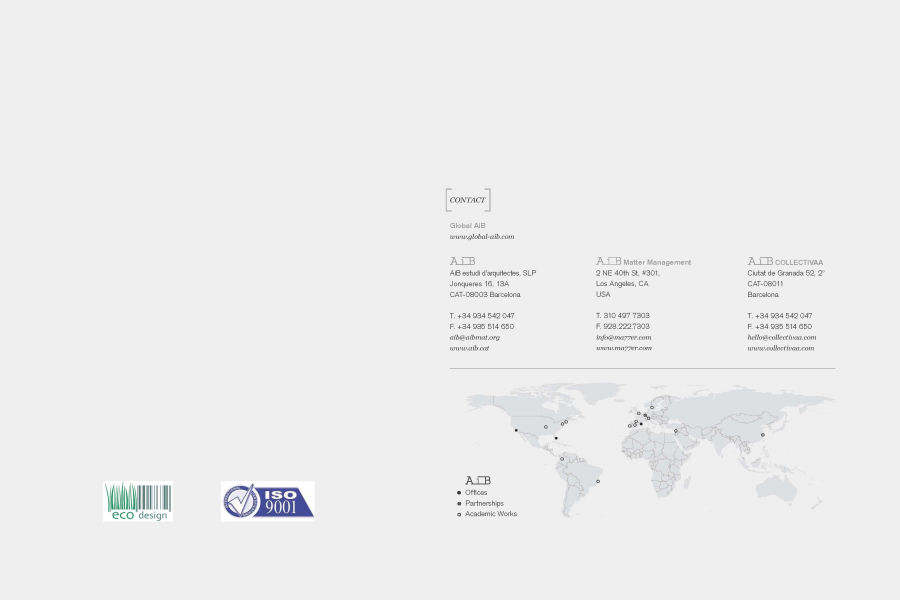 CONTACT
Global AiB
www.global-aib.com
AiB
AiB estudi d'arquitectes, SLP
Jonqueres 16, 13A
CAT-08003 Barcelona
T. +34 934 542 047
F. +34 935 514 650
aib@aibmat.org
www.aib.cat
AiB Matter Management
2 NE 40th St, #301,
Los Angeles, CA
USA
T. 310 497 7303
F. 928.222.7303
info@ma77er.com
www.ma77er.com
AiB COLLECTIVAA
Ciutat de Granada 52, 2º
CAT-08011
Barcelona
T. +34 934 542 047
F. +34 935 514 650
hello@collectivaa.com
www.collectivaa.com
AiB
Offices
Partnerships
Academic Works
eco design
ISO
9001